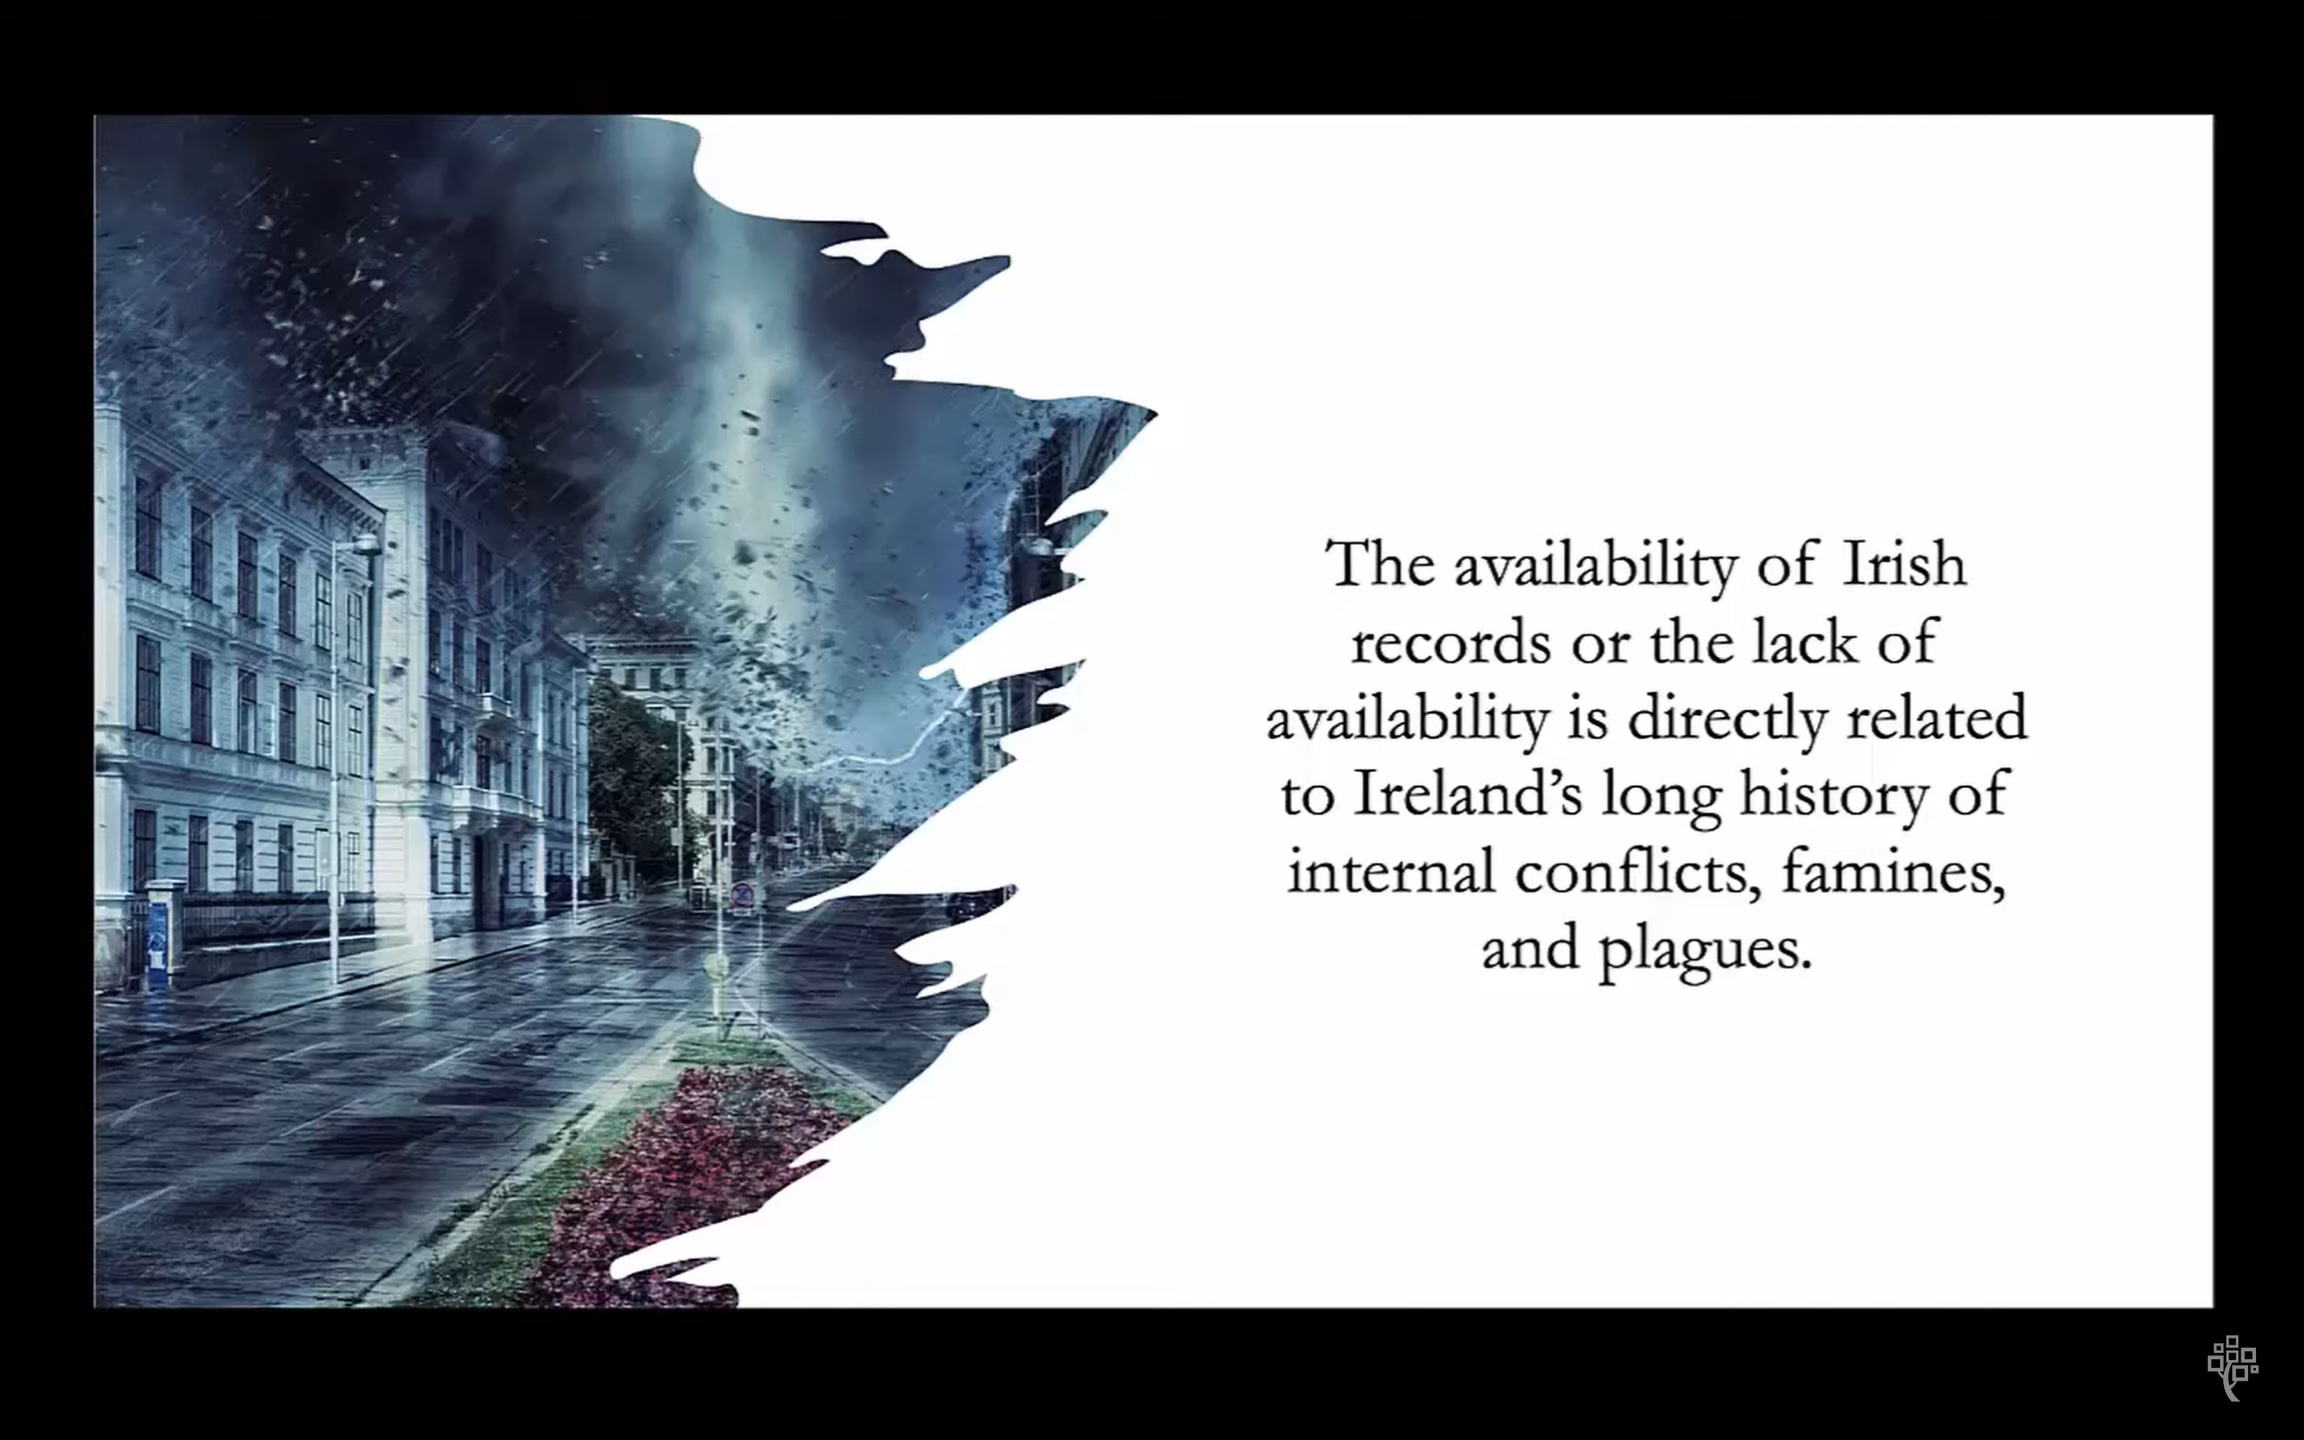 The availability of Irish
records or the lack of
availability is directly related
to Ireland’s long history of
internal conflicts, famines,
and plagues.